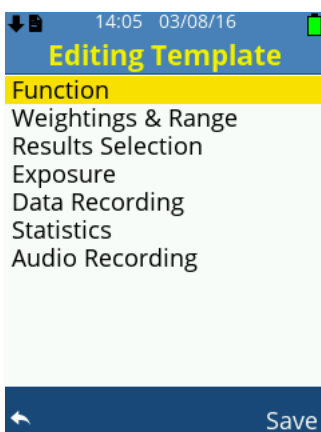 14:05 03/08/16
Editing Template
Function
Weightings & Range
Results Selection
Exposure
Data Recording
Statistics
Audio Recording
Save